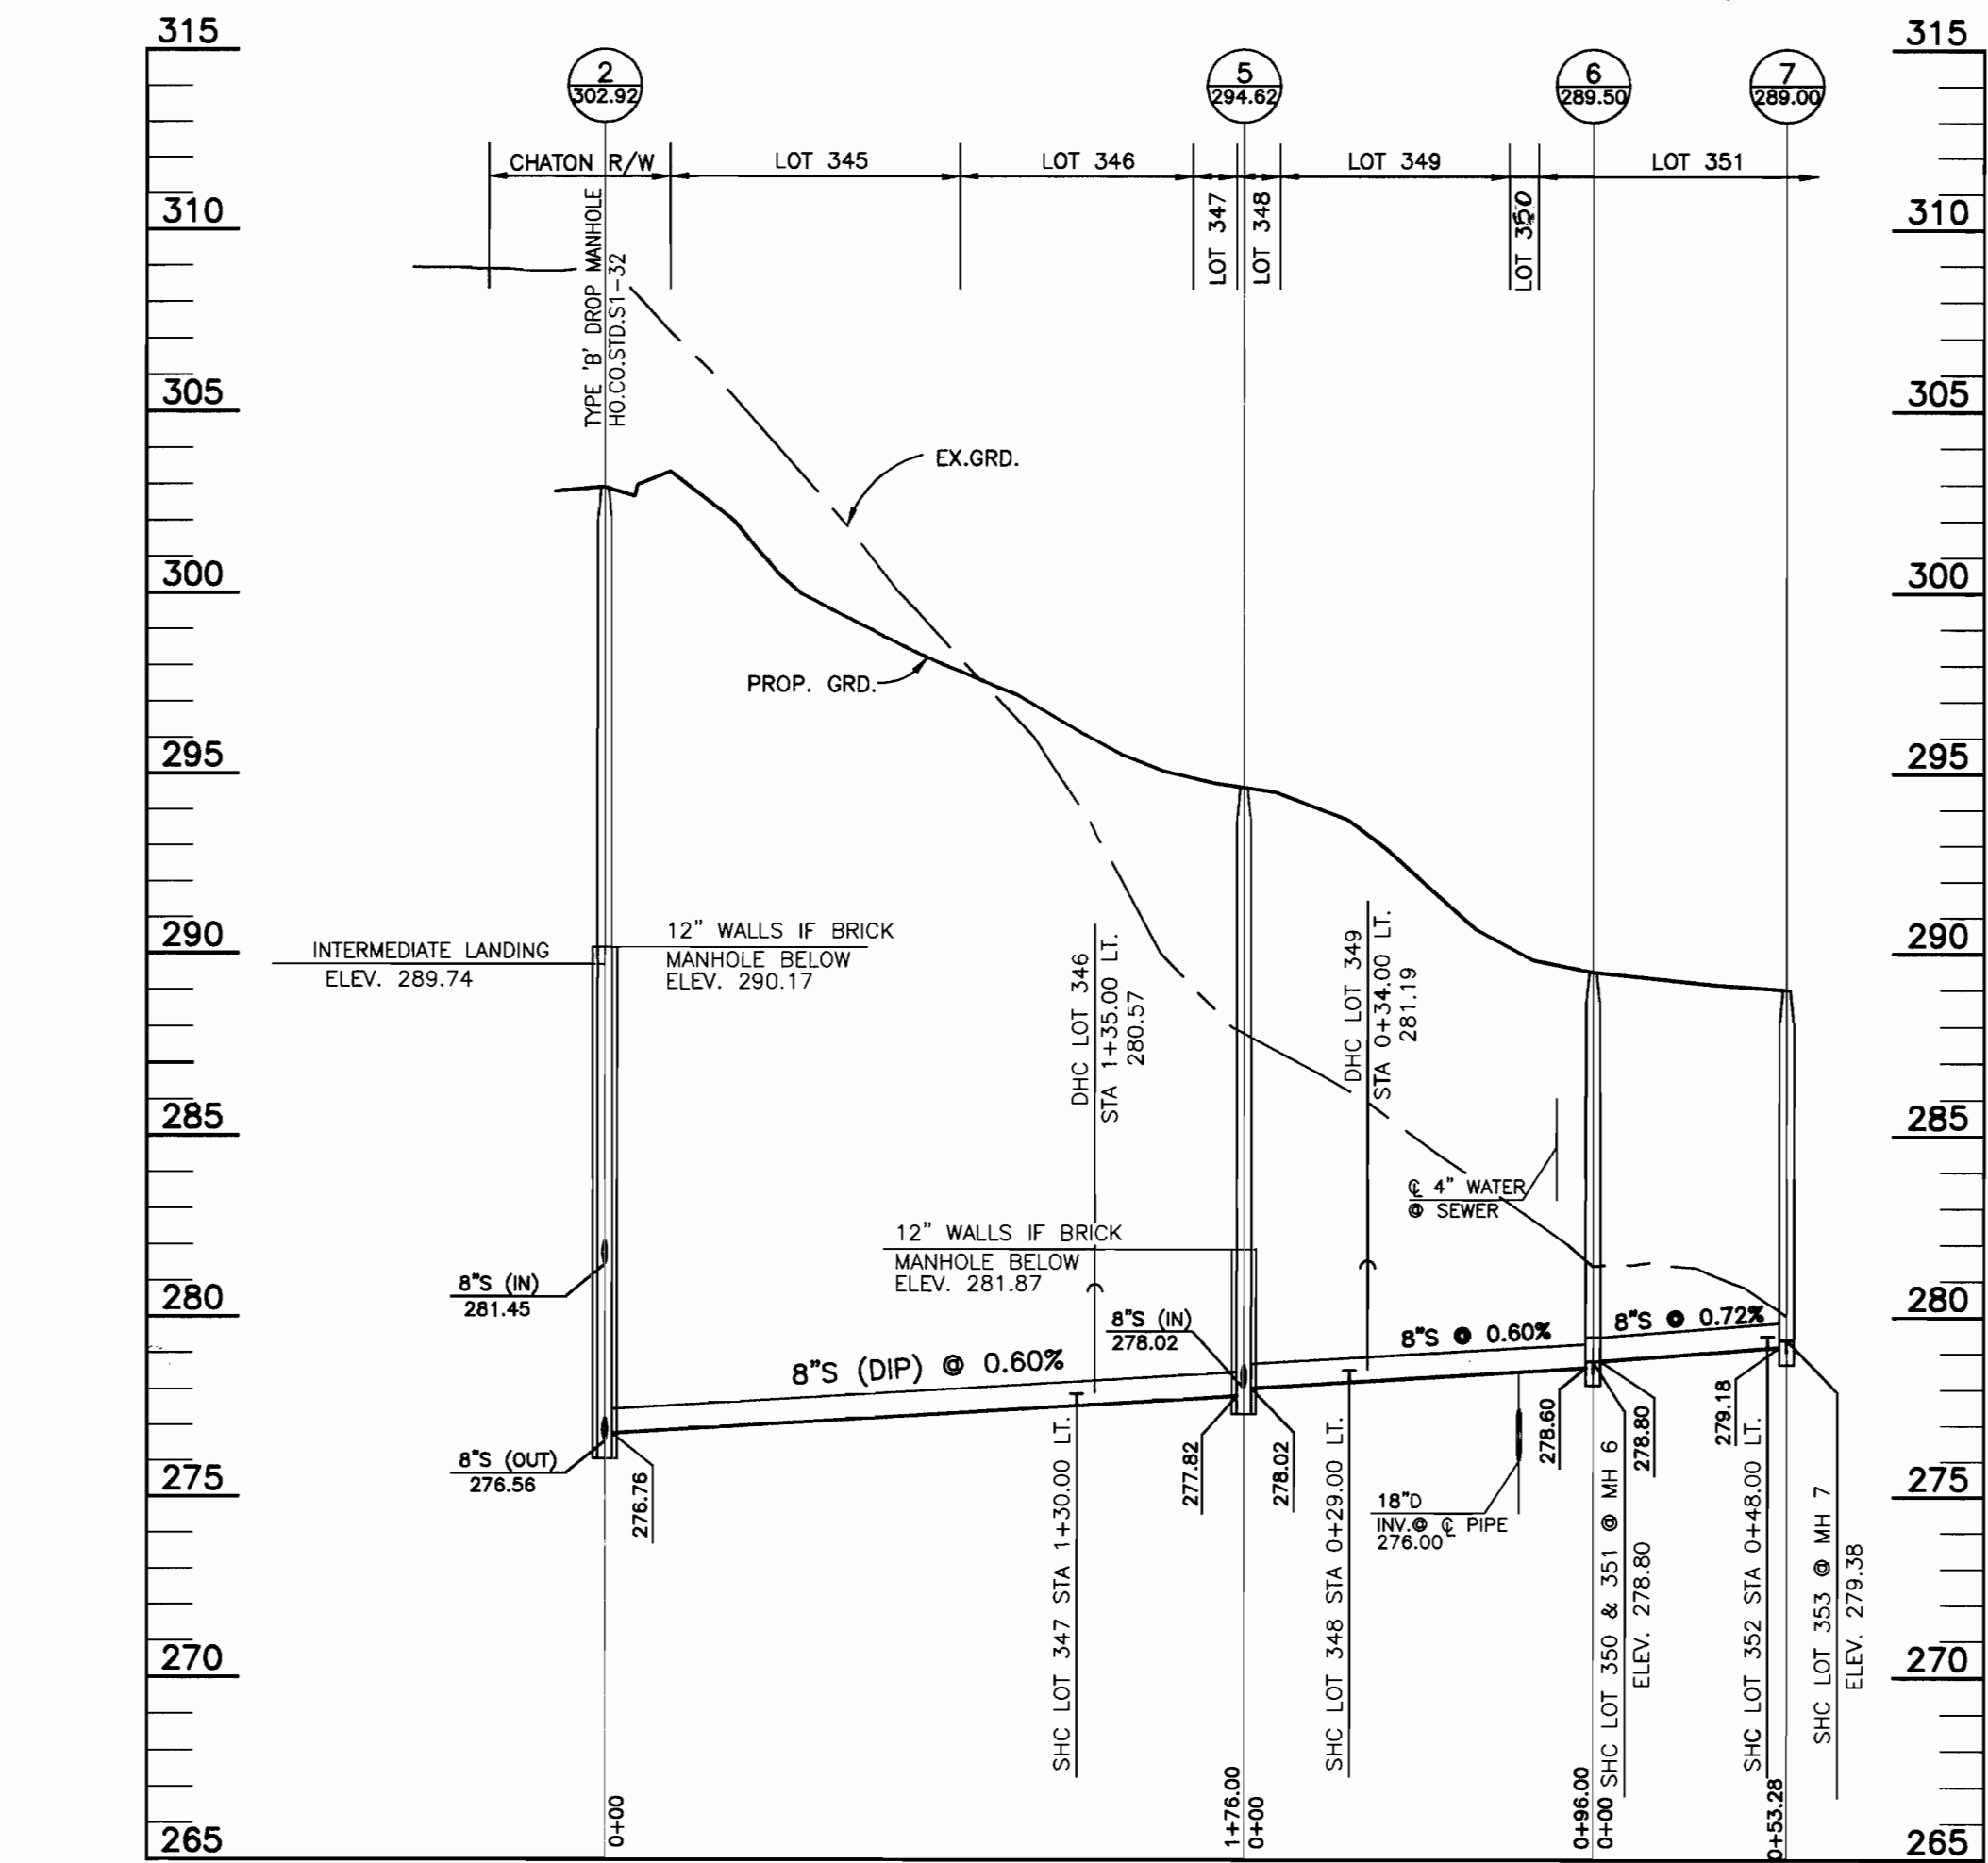 315
315
2
302.92
5
294.62
6
289.50
7
289.00
CHATON R/W
LOT 345
LOT 346
LOT 347
LOT 348
LOT 349
LOT 350
LOT 351
TYPE 'B' DROP MANHOLE
HO.CO.STD.S1-32
310
310
305
305
EX.GRD.
300
300
PROP. GRD.
295
295
290
290
INTERMEDIATE LANDING
ELEV. 289.74
12" WALLS IF BRICK
MANHOLE BELOW
ELEV. 290.17
DHC LOT 346
STA 1+35.00 LT.
280.57
DHC LOT 349
STA 0+34.00 LT.
281.19
285
285
℄ 4" WATER
@ SEWER
12" WALLS IF BRICK
MANHOLE BELOW
ELEV. 281.87
8"S (IN)
281.45
280
280
8"S (IN)
278.02
8"S (DIP) @ 0.60%
8"S @ 0.60%
8"S @ 0.72%
8"S (OUT)
276.56
276.76
277.82
278.02
278.60
278.80
279.18
275
275
18"D
INV.@ ℄ PIPE
276.00
SHC LOT 347 STA 1+30.00 LT.
SHC LOT 348 STA 0+29.00 LT.
SHC LOT 350 & 351 @ MH 6
ELEV. 278.80
SHC LOT 352 STA 0+48.00 LT.
SHC LOT 353 @ MH 7
ELEV. 279.38
270
270
0+00
1+76.00
0+00
0+96.00
0+00
0+53.28
265
265